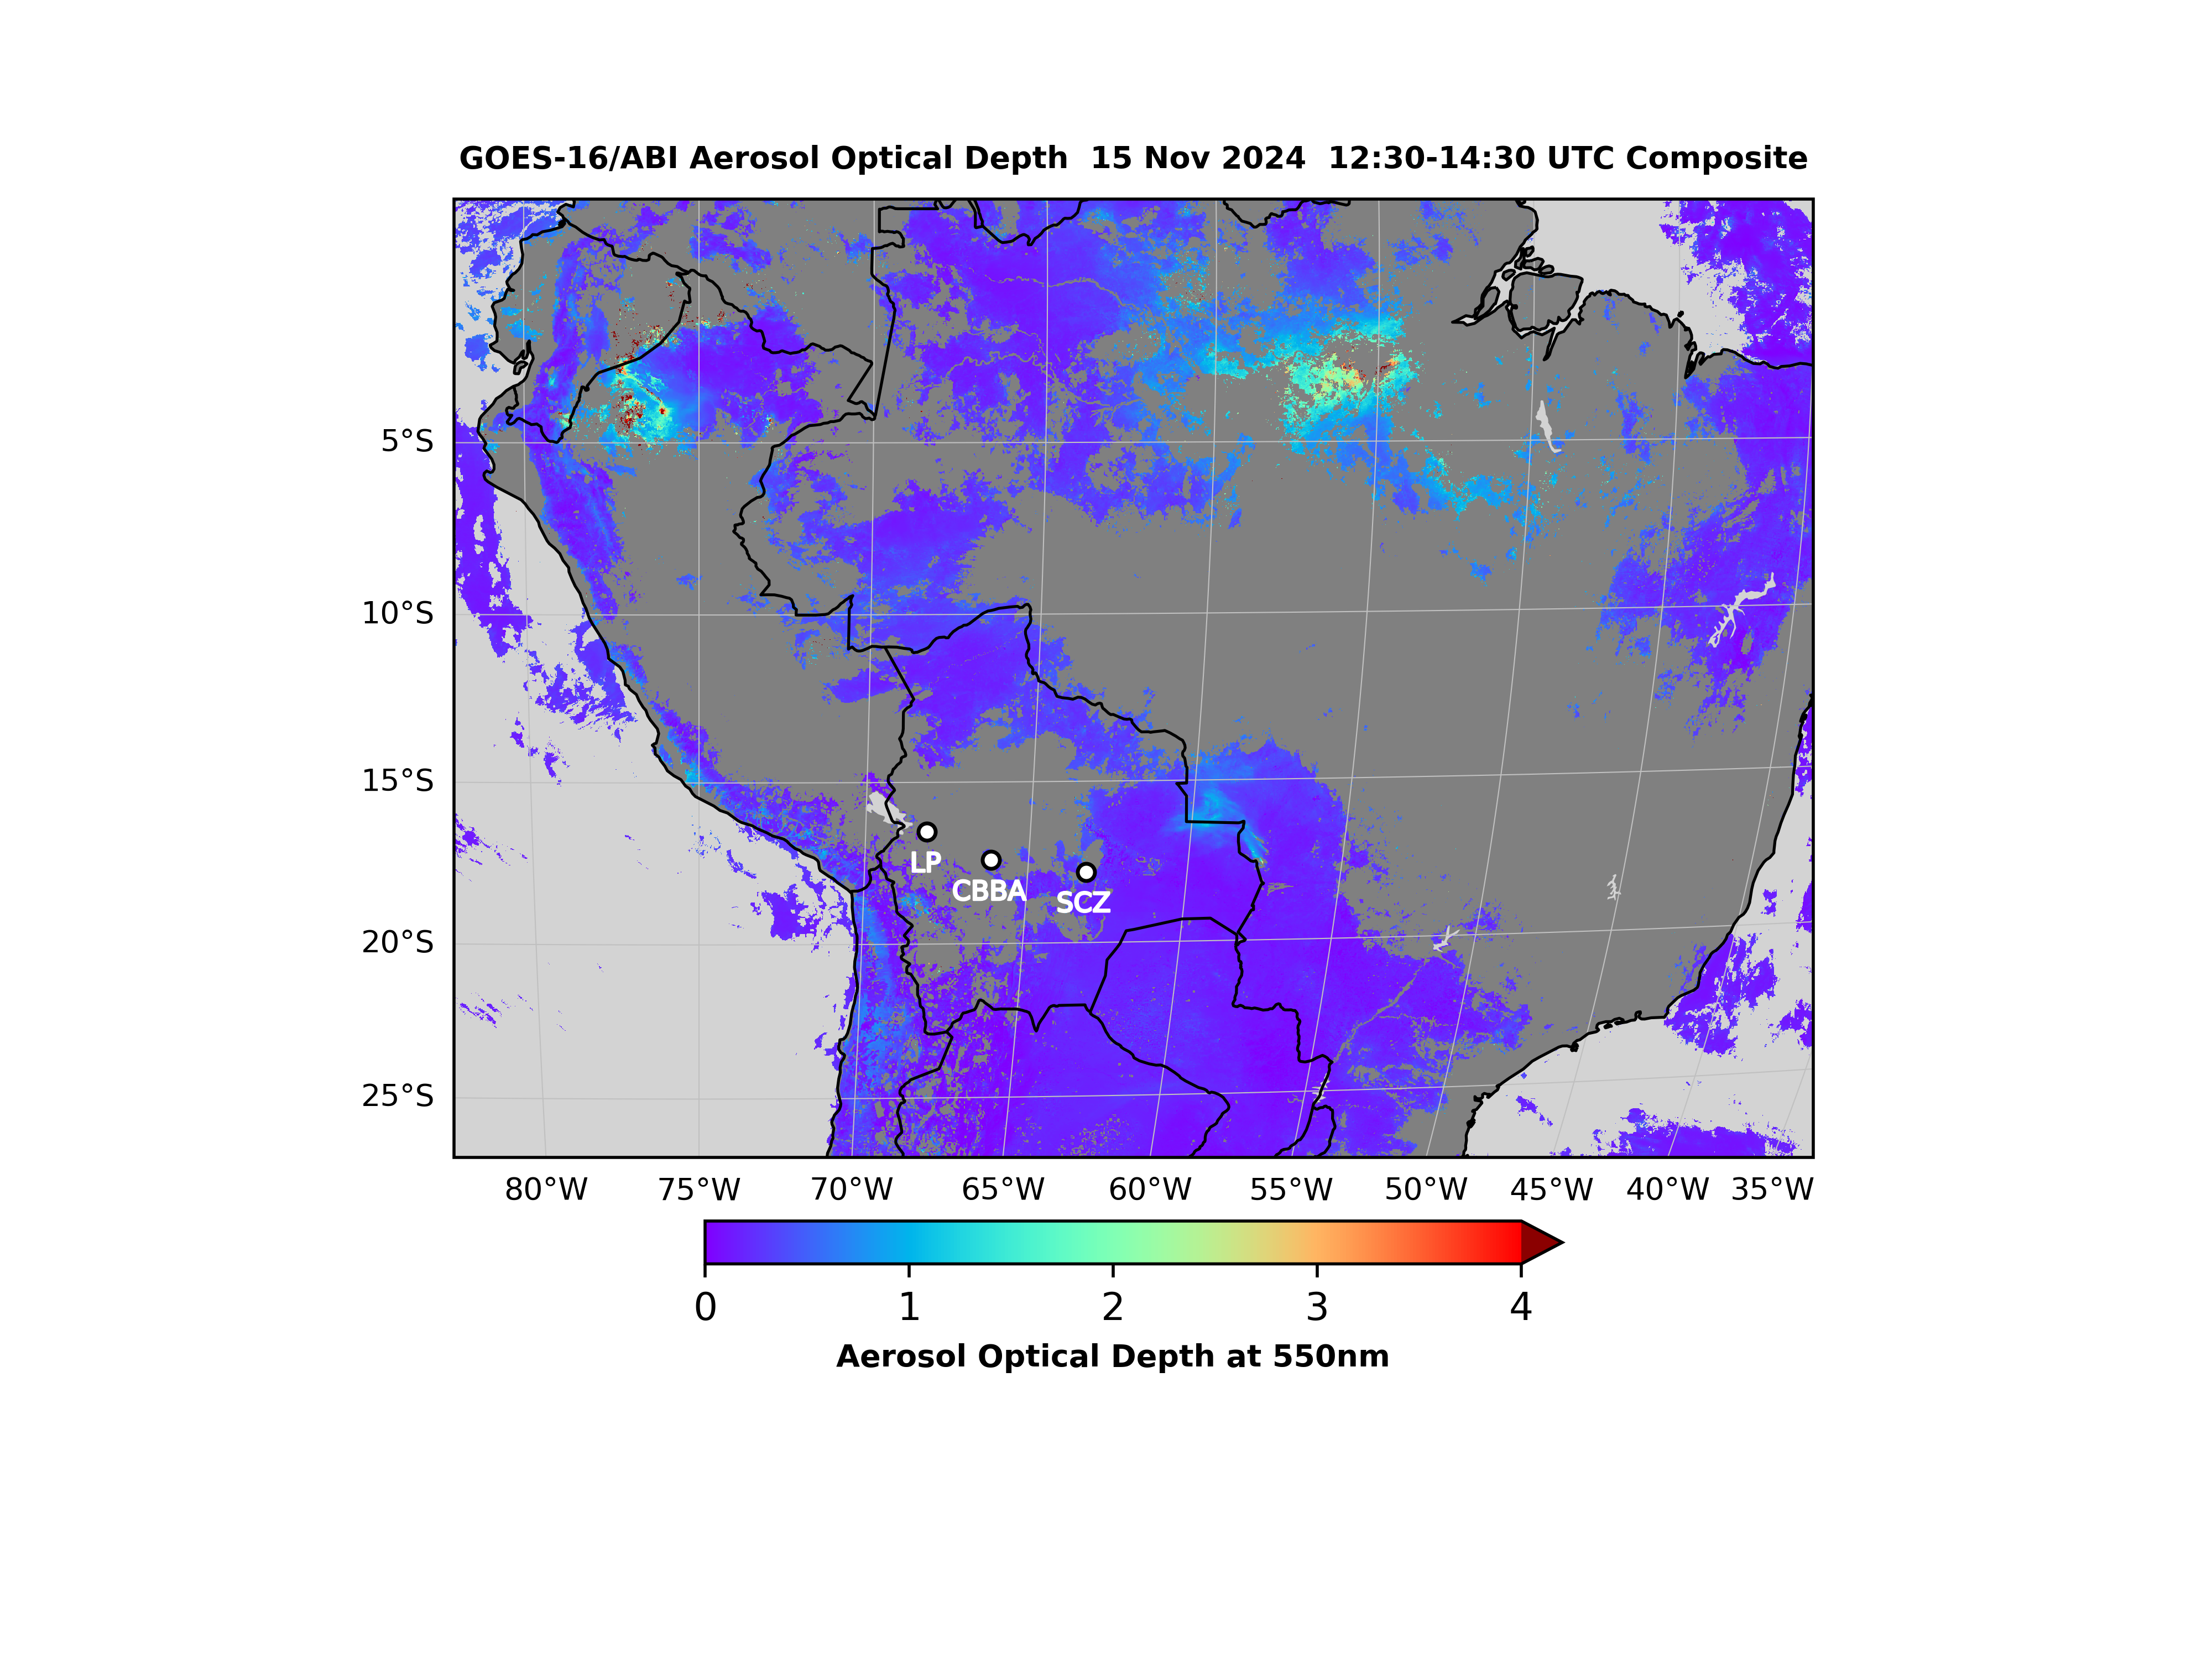 GOES-16/ABI Aerosol Optical Depth  15 Nov 2024  12:30-14:30 UTC Composite
5°S
10°S
15°S
LP
CBBA
SCZ
20°S
25°S
80°W 75°W 70°W 65°W 60°W 55°W 50°W 45°W 40°W 35°W
0 1 2 3 4
Aerosol Optical Depth at 550nm